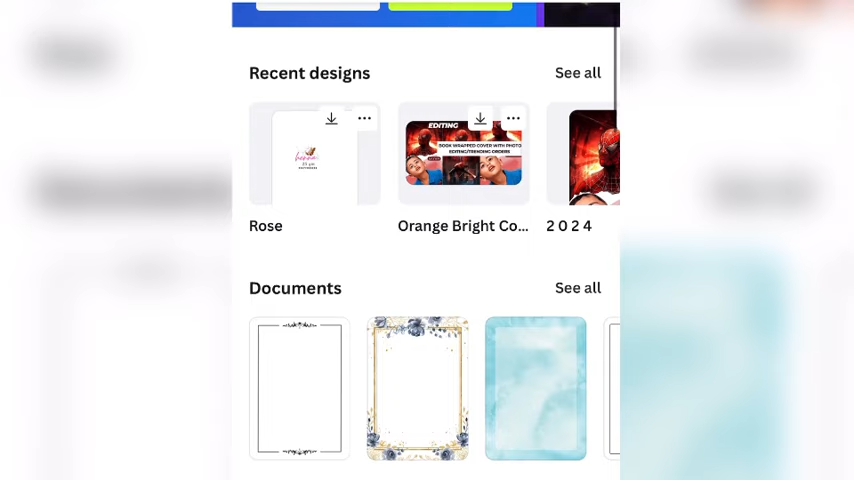 Recent designs
See all
henna
EDITING
BOOK WRAPPED COVER WITH PHOTO
EDITING/TRENDING ORDERS
Rose
Orange Bright Co...
2 0 2 4
Documents
See all